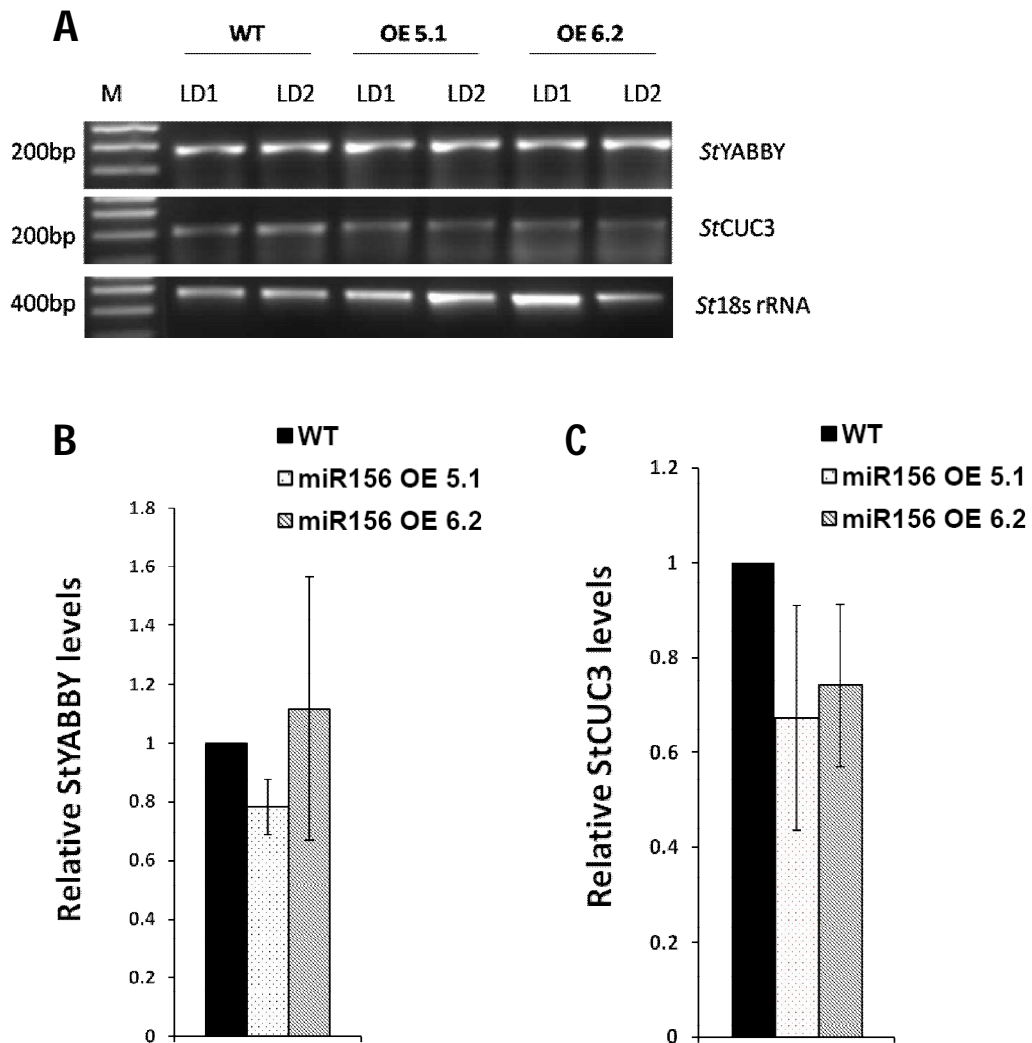 A
WT OE 5.1 OE 6.2
M LD1 LD2 LD1 LD2 LD1 LD2
200bp StYABBY
200bp StCUC3
400bp St18s rRNA
B
WT
miR156 OE 5.1
miR156 OE 6.2
Relative StYABBY levels
1.8
1.6
1.4
1.2
1
0.8
0.6
0.4
0.2
0
C
WT
miR156 OE 5.1
miR156 OE 6.2
Relative StCUC3 levels
1.2
1
0.8
0.6
0.4
0.2
0